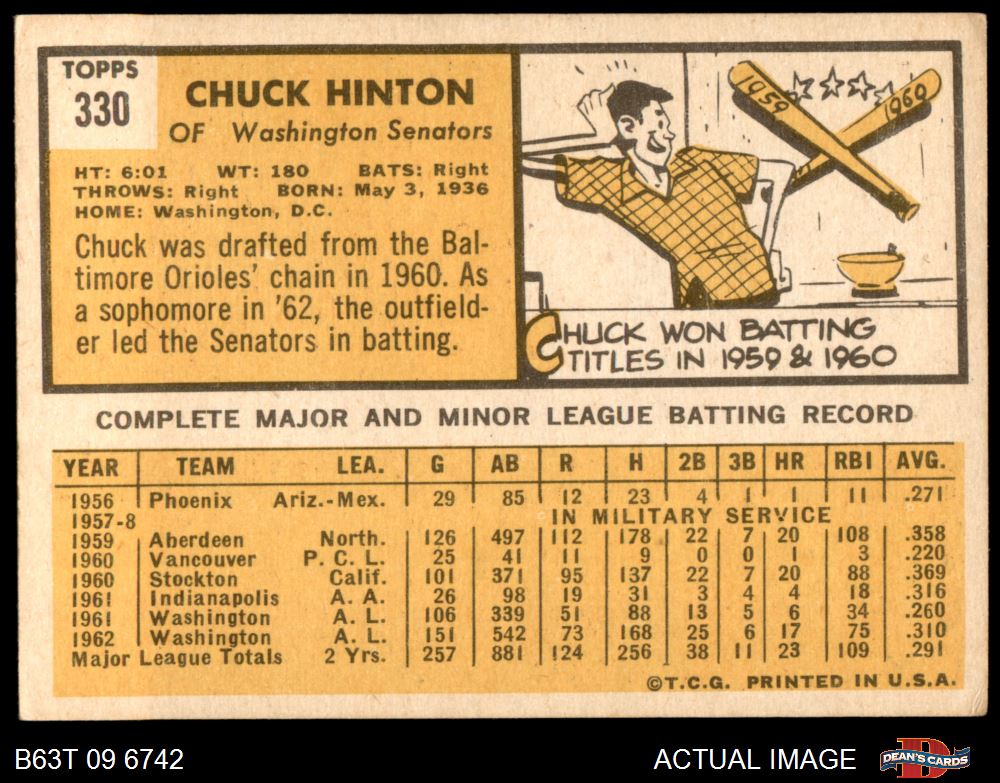 TOPPS
330
CHUCK HINTON
OF Washington Senators
HT: 6:01 WT: 180 BATS: Right
THROWS: Right BORN: May 3, 1936
HOME: Washington, D.C.
Chuck was drafted from the Bal-
timore Orioles' chain in 1960. As
a sophomore in '62, the outfield-
er led the Senators in batting.
1959 1960
CHUCK WON BATTING
TITLES IN 1959 & 1960
COMPLETE MAJOR AND MINOR LEAGUE BATTING RECORD
YEAR TEAM LEA. G AB R H 2B 3B HR RBI AVG.
1956 Phoenix Ariz.-Mex. 29 85 12 23 4 1 1 11 .271
1957-8 IN MILITARY SERVICE
1959 Aberdeen North. 126 497 112 178 22 7 20 108 .358
1960 Vancouver P. C. L. 25 41 11 9 0 0 1 3 .220
1960 Stockton Calif. 101 371 95 137 22 7 20 88 .369
1961 Indianapolis A. A. 26 98 19 31 3 4 4 18 .316
1961 Washington A. L. 106 339 51 88 13 5 6 34 .260
1962 Washington A. L. 151 542 73 168 25 6 17 75 .310
Major League Totals 2 Yrs. 257 881 124 256 38 11 23 109 .291
©T.C.G. PRINTED IN U.S.A.
B63T 09 6742 ACTUAL IMAGE DEAN'S CARDS